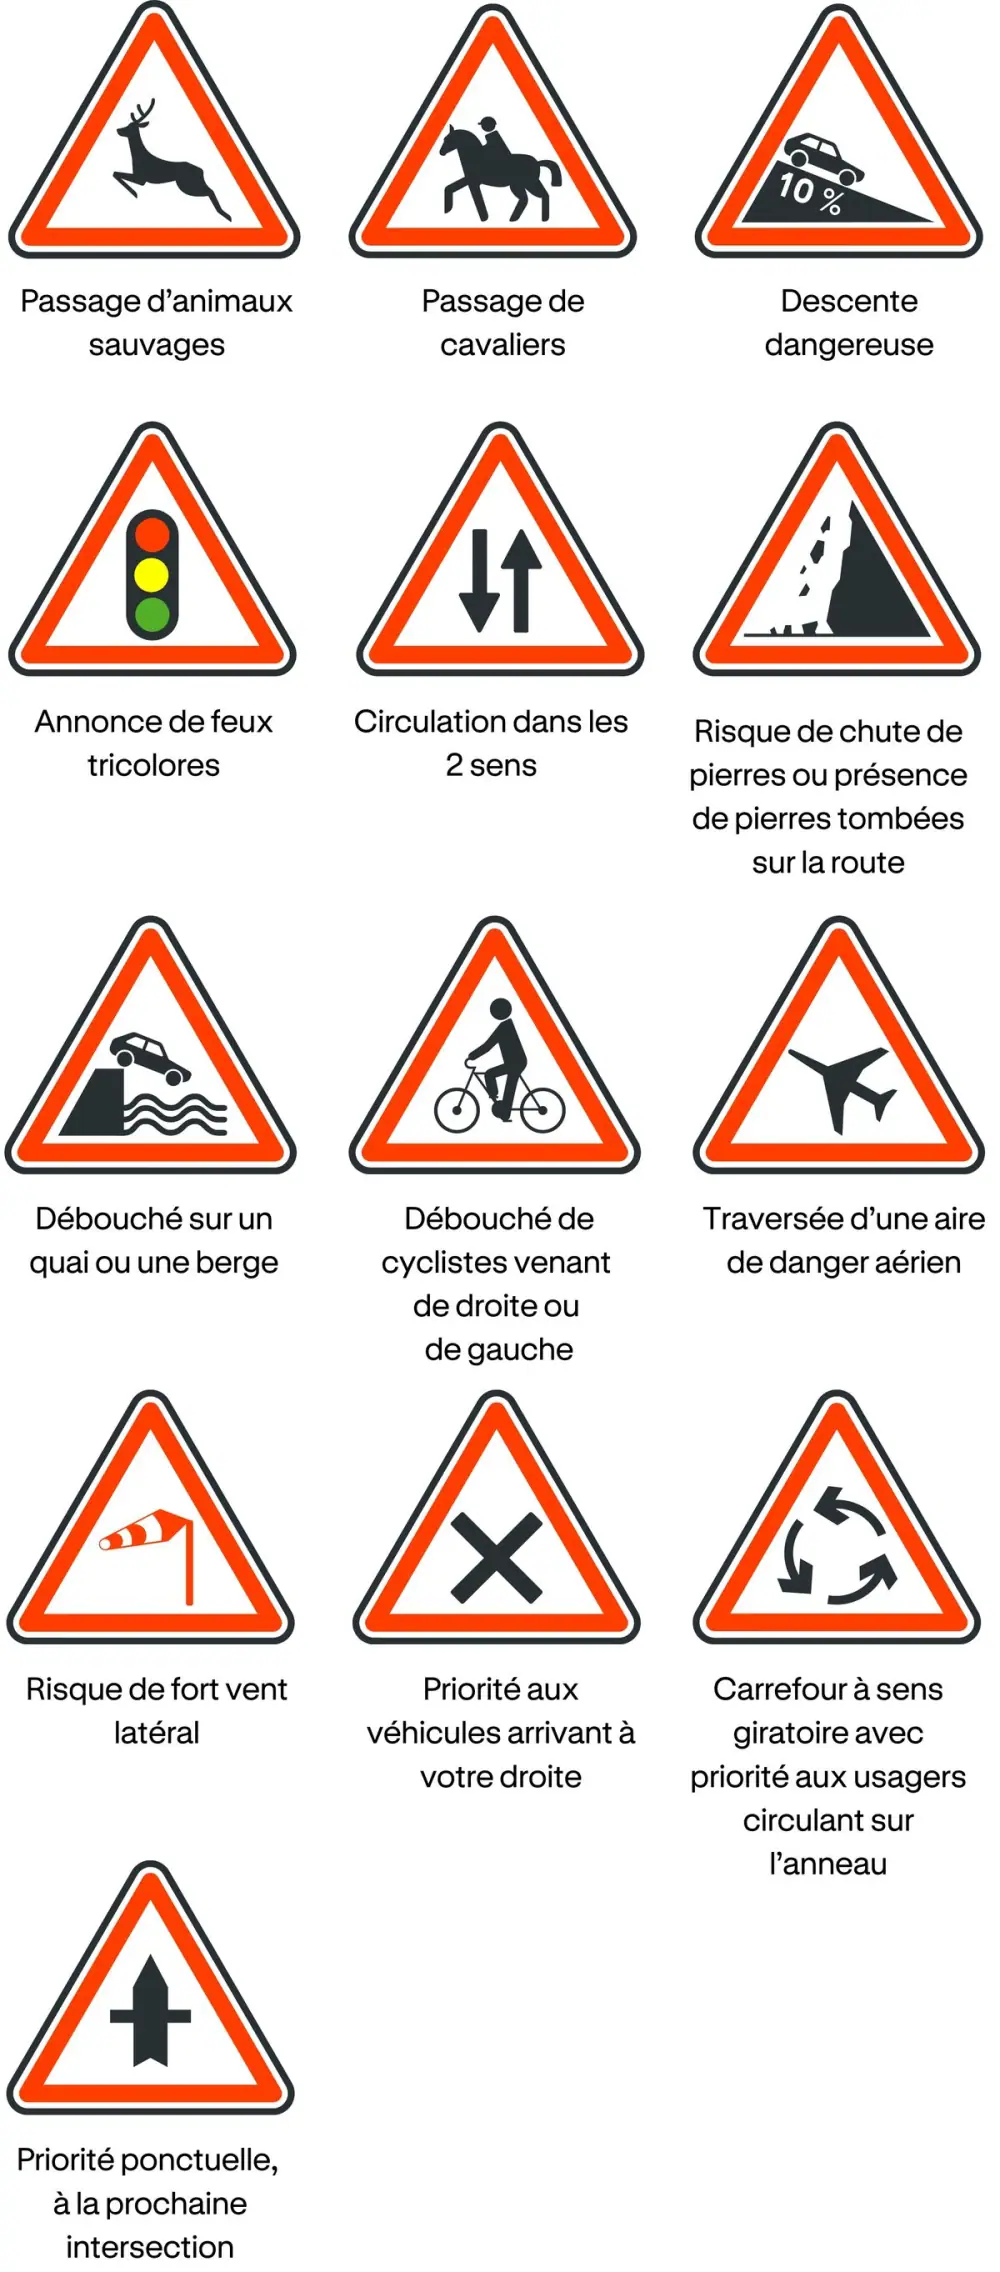 10 %
Passage d’animaux
sauvages
Passage de
cavaliers
Descente
dangereuse
Annonce de feux
tricolores
Circulation dans les
2 sens
Risque de chute de
pierres ou présence
de pierres tombées
sur la route
Débouché sur un
quai ou une berge
Débouché de
cyclistes venant
de droite ou
de gauche
Traversée d’une aire
de danger aérien
Risque de fort vent
latéral
Priorité aux
véhicules arrivant à
votre droite
Carrefour à sens
giratoire avec
priorité aux usagers
circulant sur
l’anneau
Priorité ponctuelle,
à la prochaine
intersection